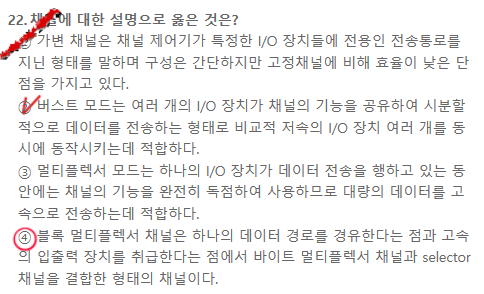 22. 채널에 대한 설명으로 옳은 것은?
① 가변 채널은 채널 제어기가 특정한 I/O 장치들에 전용인 전송통로를
지닌 형태를 말하며 구성은 간단하지만 고정채널에 비해 효율이 낮은 단
점을 가지고 있다.
② 버스트 모드는 여러 개의 I/O 장치가 채널의 기능을 공유하여 시분할
적으로 데이터를 전송하는 형태로 비교적 저속의 I/O 장치 여러 개를 동
시에 동작시키는데 적합하다.
③ 멀티플렉서 모드는 하나의 I/O 장치가 데이터 전송을 행하고 있는 동
안에는 채널의 기능을 완전히 독점하여 사용하므로 대량의 데이터를 고
속으로 전송하는데 적합하다.
④ 블록 멀티플렉서 채널은 하나의 데이터 경로를 경유한다는 점과 고속
의 입출력 장치를 취급한다는 점에서 바이트 멀티플렉서 채널과 selector
채널을 결합한 형태의 채널이다.